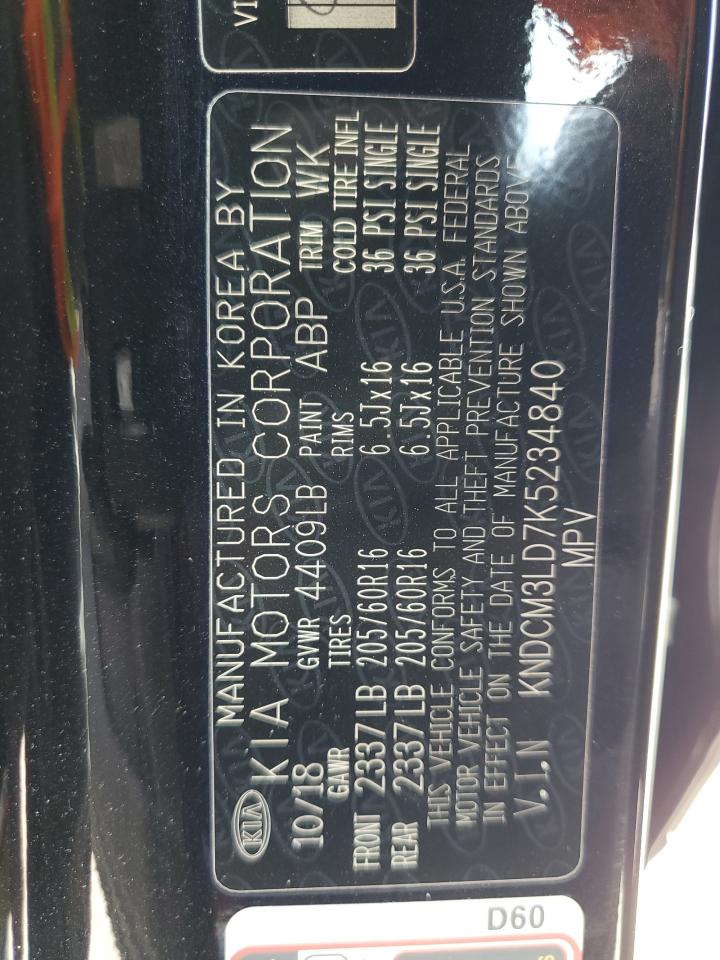 VI
MANUFACTURED IN KOREA BY
KIA KIA MOTORS CORPORATION
10/18 GVWR 4409LB PAINT ABP TRIM WK
GAWR TIRES RIMS COLD TIRE INFL
FRONT 2337LB 205/60R16 6.5Jx16 36 PSI SINGLE
REAR 2337LB 205/60R16 6.5Jx16 36 PSI SINGLE
THIS VEHICLE CONFORMS TO ALL APPLICABLE U.S.A. FEDERAL
MOTOR VEHICLE SAFETY AND THEFT PREVENTION STANDARDS
IN EFFECT ON THE DATE OF MANUFACTURE SHOWN ABOVE
V.I.N KNDCM3LD7K5234840
MPV
D60